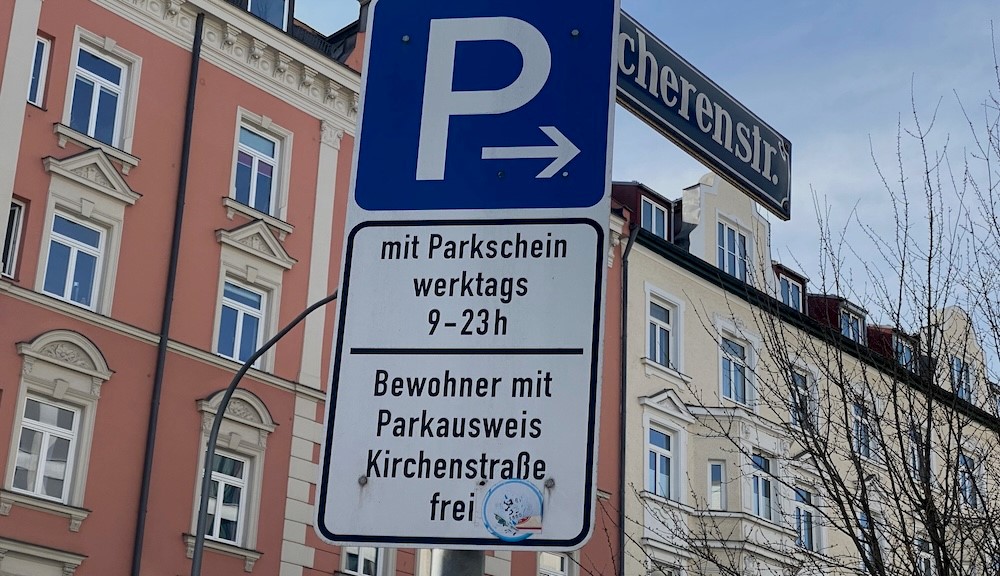 P
cherenstr.
mit Parkschein
werktags
9-23h
Bewohner mit
Parkausweis
Kirchenstraße
frei